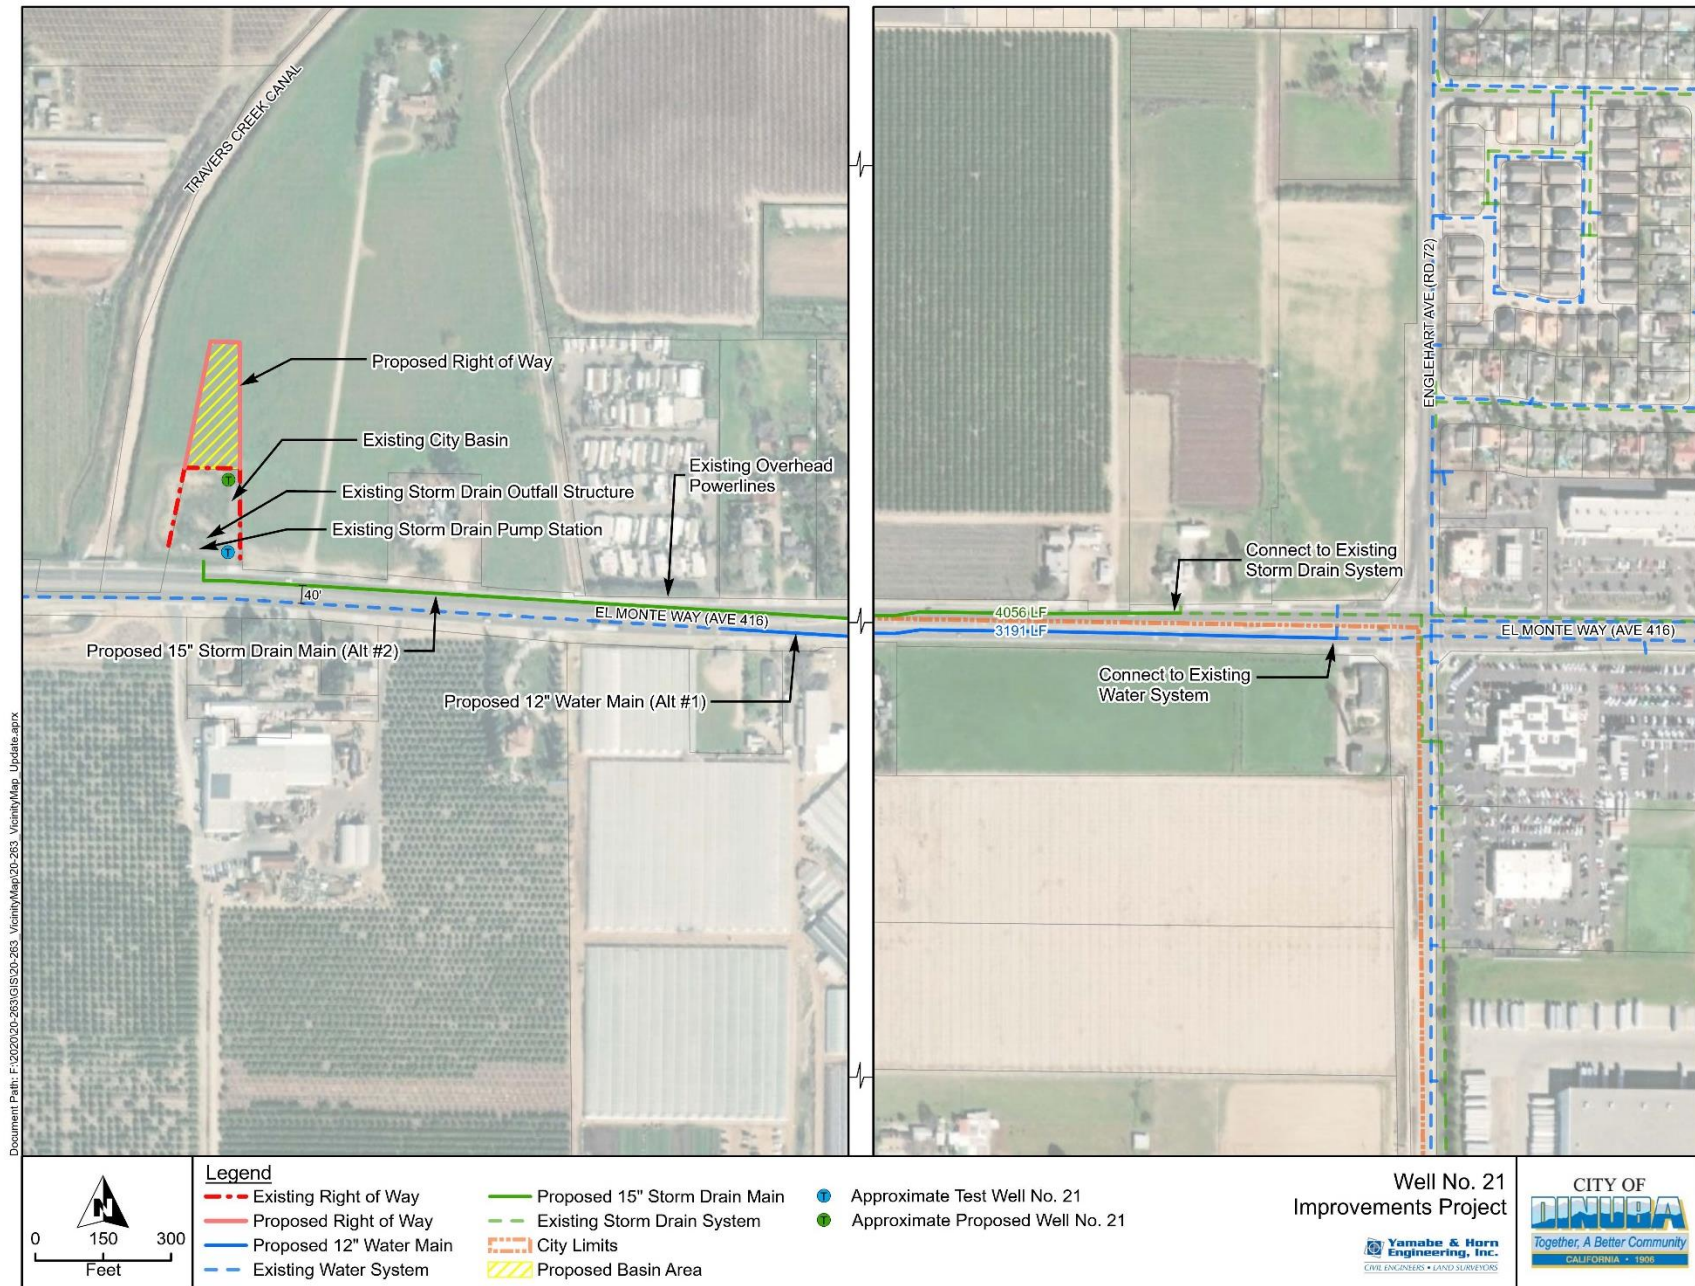 TRAVERS CREEK CANAL
Proposed Right of Way
Existing City Basin
Existing Storm Drain Outfall Structure
Existing Storm Drain Pump Station
Existing Overhead
Powerlines
T
T
40'
EL MONTE WAY (AVE 416)
Proposed 15" Storm Drain Main (Alt #2)
Proposed 12" Water Main (Alt #1)
ENGLEHART AVE (RD 72)
Connect to Existing
Storm Drain System
4056 LF
3191 LF
EL MONTE WAY (AVE 416)
Connect to Existing
Water System
Document Path: F:\2020\20-263\GIS\20-263_VicinityMap\20-263_VicinityMap_Update.aprx
N
0 150 300
Feet
Legend
Existing Right of Way
Proposed Right of Way
Proposed 12" Water Main
Existing Water System
Proposed 15" Storm Drain Main
Existing Storm Drain System
City Limits
Proposed Basin Area
T Approximate Test Well No. 21
T Approximate Proposed Well No. 21
Well No. 21
Improvements Project
Yamabe & Horn
Engineering, Inc.
CIVIL ENGINEERS • LAND SURVEYORS
CITY OF
DINUBA
Together, A Better Community
CALIFORNIA • 1906